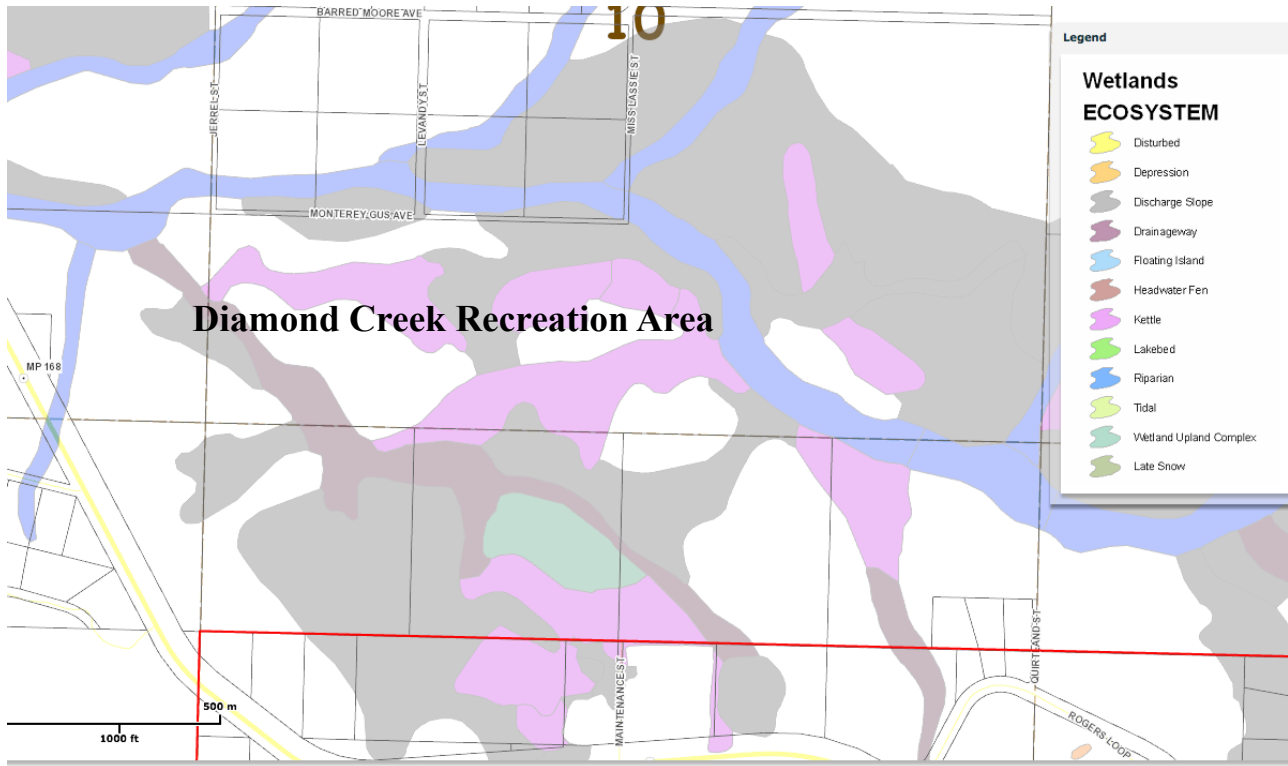 BARRED MOORE AVE
10
JERREL ST
LEVANDY ST
MISS LASSIE ST
MONTEREY GUS AVE
Diamond Creek Recreation Area
MP 168
500 m
1000 ft
MAINTENANCE ST
QUIRTLAND ST
ROGERS LOOP
Legend
Wetlands
ECOSYSTEM
Disturbed
Depression
Discharge Slope
Drainageway
Floating Island
Headwater Fen
Kettle
Lakebed
Riparian
Tidal
Wetland Upland Complex
Late Snow